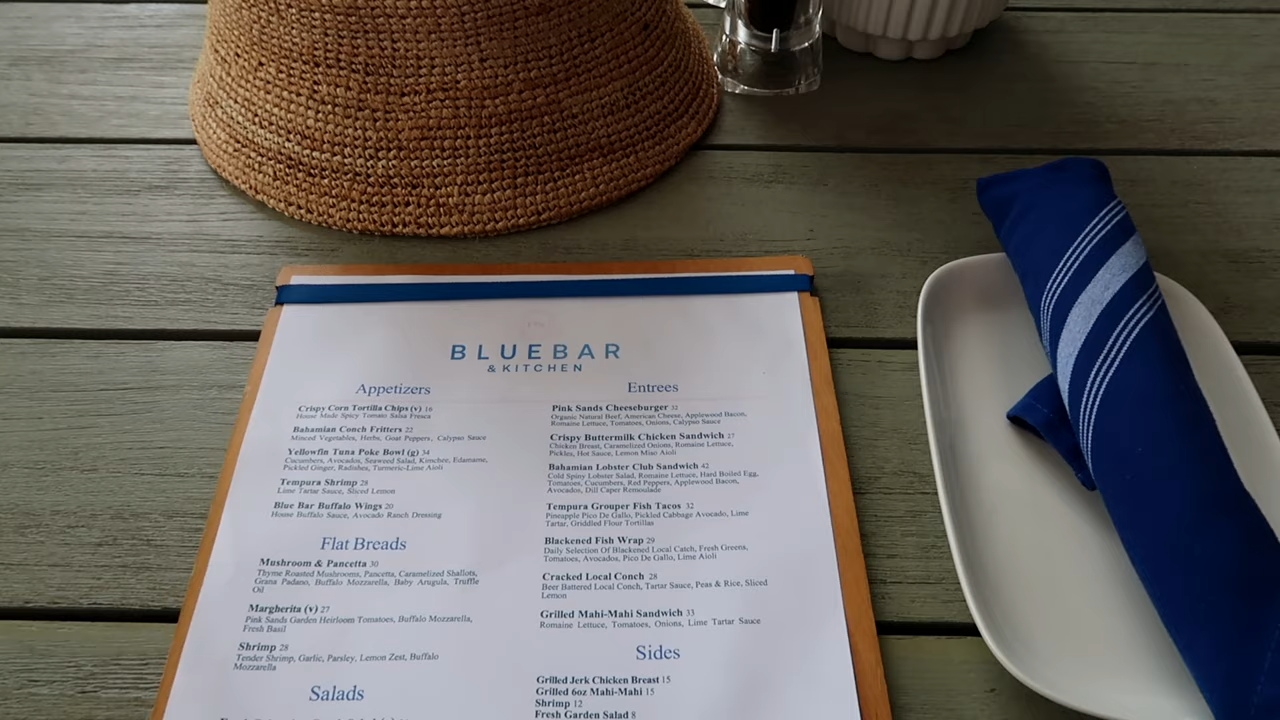 BLUEBAR
& KITCHEN
Appetizers
Crispy Corn Tortilla Chips (v) 16
House Made Spicy Tomato Salsa Fresca
Bahamian Conch Fritters 22
Minced Vegetables, Herbs, Goat Peppers, Calypso Sauce
Yellowfin Tuna Poke Bowl (g) 34
Cucumbers, Avocados, Seaweed Salad, Kimchee, Edamame,
Pickled Ginger, Radishes, Turmeric-Lime Aioli
Tempura Shrimp 28
Lime Tartar Sauce, Sliced Lemon
Blue Bar Buffalo Wings 20
House Buffalo Sauce, Avocado Ranch Dressing
Flat Breads
Mushroom & Pancetta 30
Thyme Roasted Mushrooms, Pancetta, Caramelized Shallots,
Grana Padano, Buffalo Mozzarella, Baby Arugula, Truffle
Oil
Margherita (v) 27
Pink Sands Garden Heirloom Tomatoes, Buffalo Mozzarella,
Fresh Basil
Shrimp 28
Tender Shrimp, Garlic, Parsley, Lemon Zest, Buffalo
Mozzarella
Salads
Entrees
Pink Sands Cheeseburger 32
Organic Natural Beef, American Cheese, Applewood Bacon,
Romaine Lettuce, Tomatoes, Onions, Calypso Sauce
Crispy Buttermilk Chicken Sandwich 27
Chicken Breast, Caramelized Onions, Romaine Lettuce,
Pickles, Hot Sauce, Lemon Miso Aioli
Bahamian Lobster Club Sandwich 42
Cold Spiny Lobster Salad, Romaine Lettuce, Hard Boiled Egg,
Tomatoes, Cucumbers, Red Peppers, Applewood Bacon,
Avocados, Dill Caper Remoulade
Tempura Grouper Fish Tacos 32
Pineapple Pico De Gallo, Pickled Cabbage Avocado, Lime
Tartar, Griddled Flour Tortillas
Blackened Fish Wrap 29
Daily Selection Of Blackened Local Catch, Fresh Greens,
Tomatoes, Avocados, Pico De Gallo, Lime Aioli
Cracked Local Conch 28
Beer Battered Local Conch, Tartar Sauce, Peas & Rice, Sliced
Lemon
Grilled Mahi-Mahi Sandwich 33
Romaine Lettuce, Tomatoes, Onions, Lime Tartar Sauce
Sides
Grilled Jerk Chicken Breast 15
Grilled 6oz Mahi-Mahi 15
Shrimp 12
Fresh Garden Salad 8